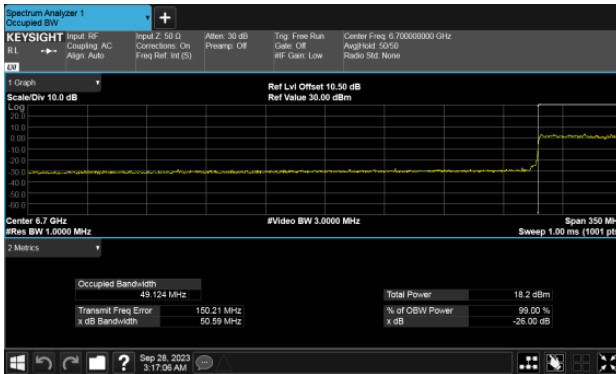 Spectrum Analyzer 1
Occupied BW
KEYSIGHT Input: RF Input Z: 50 Ω Atten: 30 dB Trig: Free Run Center Freq: 6.700000000 GHz
RL Coupling: AC Corrections: On Preamp: Off Gate: Off Avg|Hold: 50/50
Align: Auto Freq Ref: Int (S) #IF Gain: Low Radio Std: None
LXI
1 Graph
Ref Lvl Offset 10.50 dB
Scale/Div 10.0 dB Ref Value 30.00 dBm
Log
20.0
10.0
0.00
-10.0
-20.0
-30.0
-40.0
-50.0
-60.0
Center 6.7 GHz #Video BW 3.0000 MHz Span 350 MH
#Res BW 1.0000 MHz Sweep 1.00 ms (1001 pts
2 Metrics
Occupied Bandwidth
49.124 MHz Total Power 18.2 dBm
Transmit Freq Error 150.21 MHz % of OBW Power 99.00 %
x dB Bandwidth 50.59 MHz x dB -26.00 dB
? Sep 28, 2023
3:17:06 AM